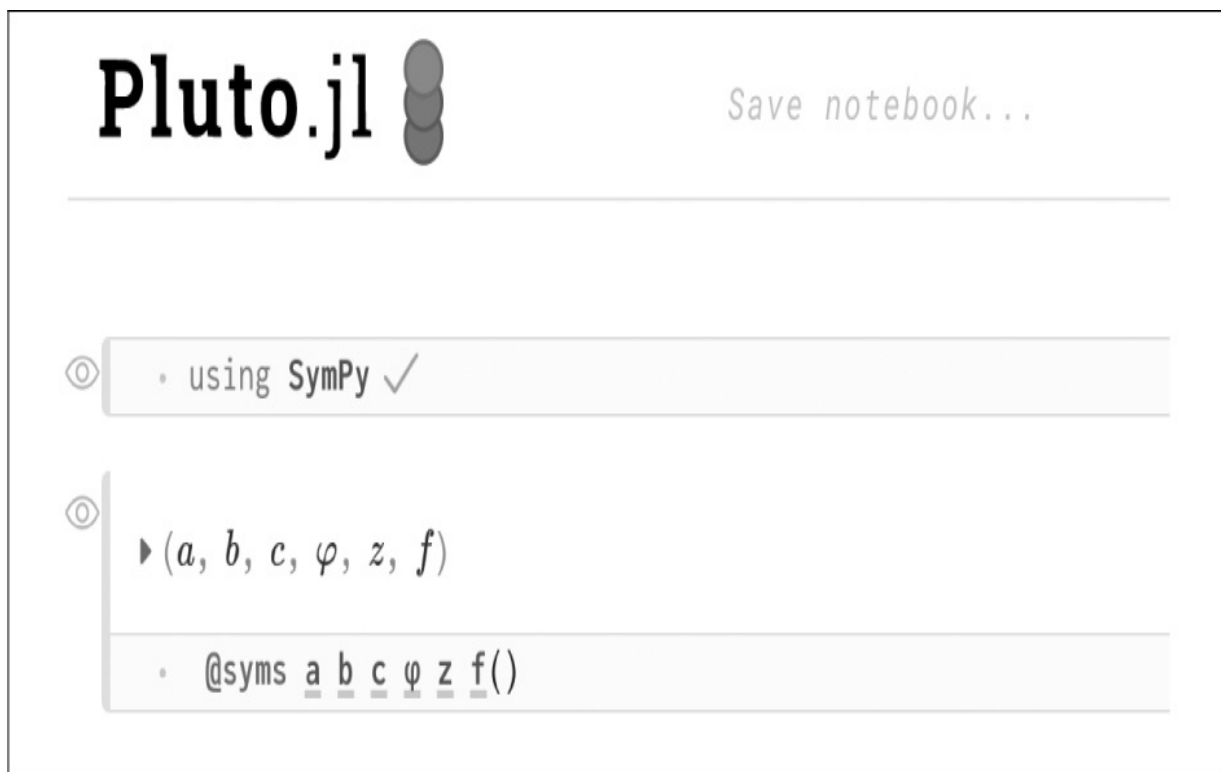 Pluto.jl
Save notebook...
using SymPy
(a, b, c, φ, z, f)
@syms a b c φ z f()